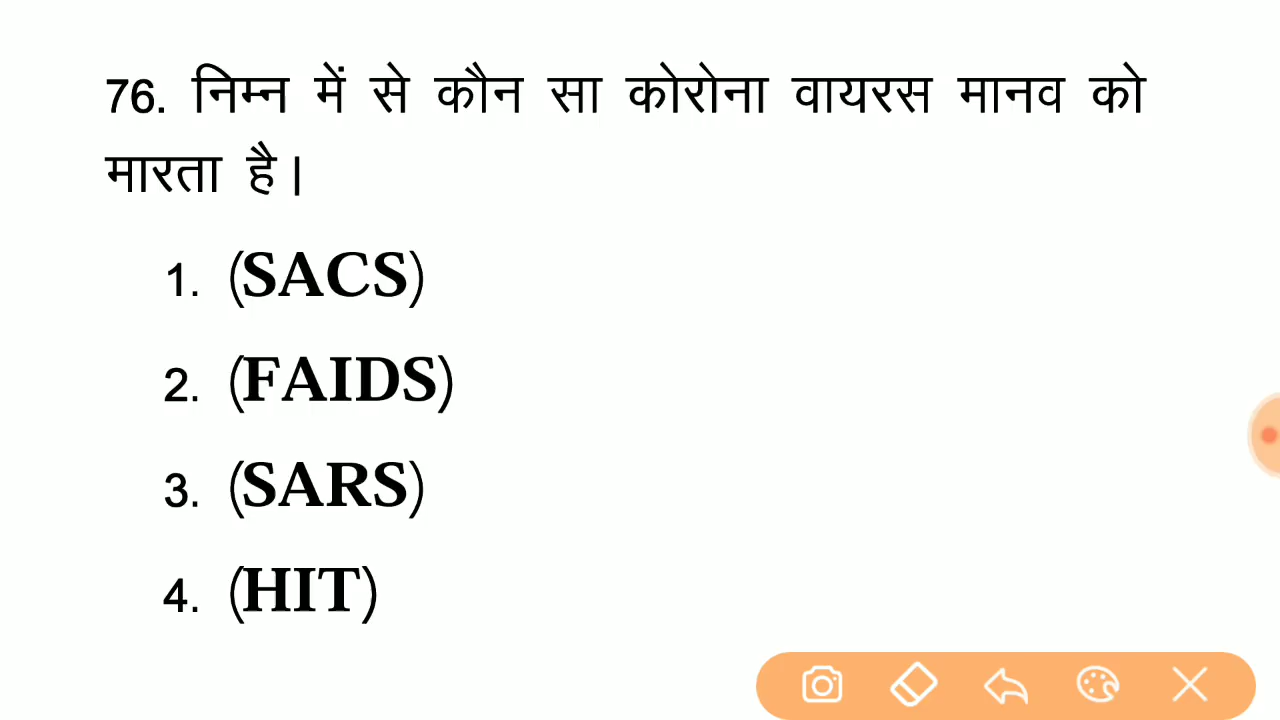 76. निम्न में से कौन सा कोरोना वायरस मानव को
मारता है।
1. (SACS)
2. (FAIDS)
3. (SARS)
4. (HIT)